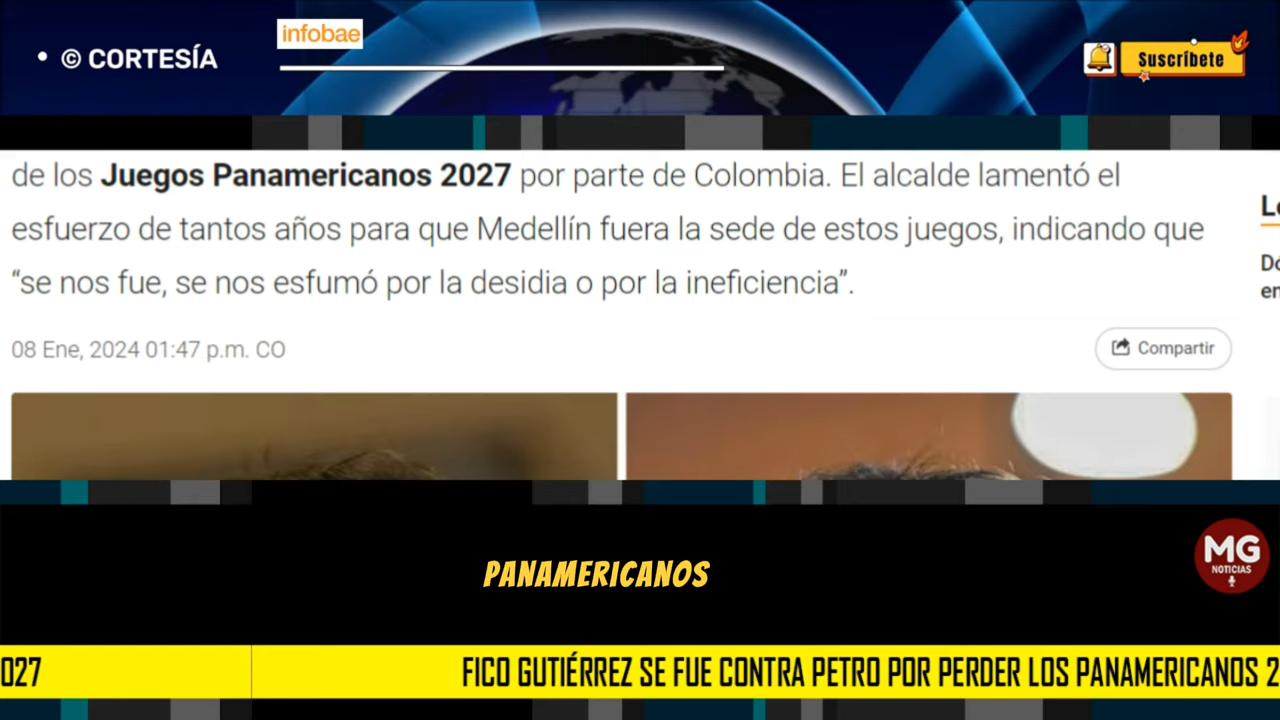 infobae
• © CORTESÍA
Suscríbete
de los Juegos Panamericanos 2027 por parte de Colombia. El alcalde lamentó el
esfuerzo de tantos años para que Medellín fuera la sede de estos juegos, indicando que
“se nos fue, se nos esfumó por la desidia o por la ineficiencia”.
08 Ene, 2024 01:47 p.m. CO
Compartir
PANAMERICANOS
MG
NOTICIAS
027
FICO GUTIÉRREZ SE FUE CONTRA PETRO POR PERDER LOS PANAMERICANOS 2